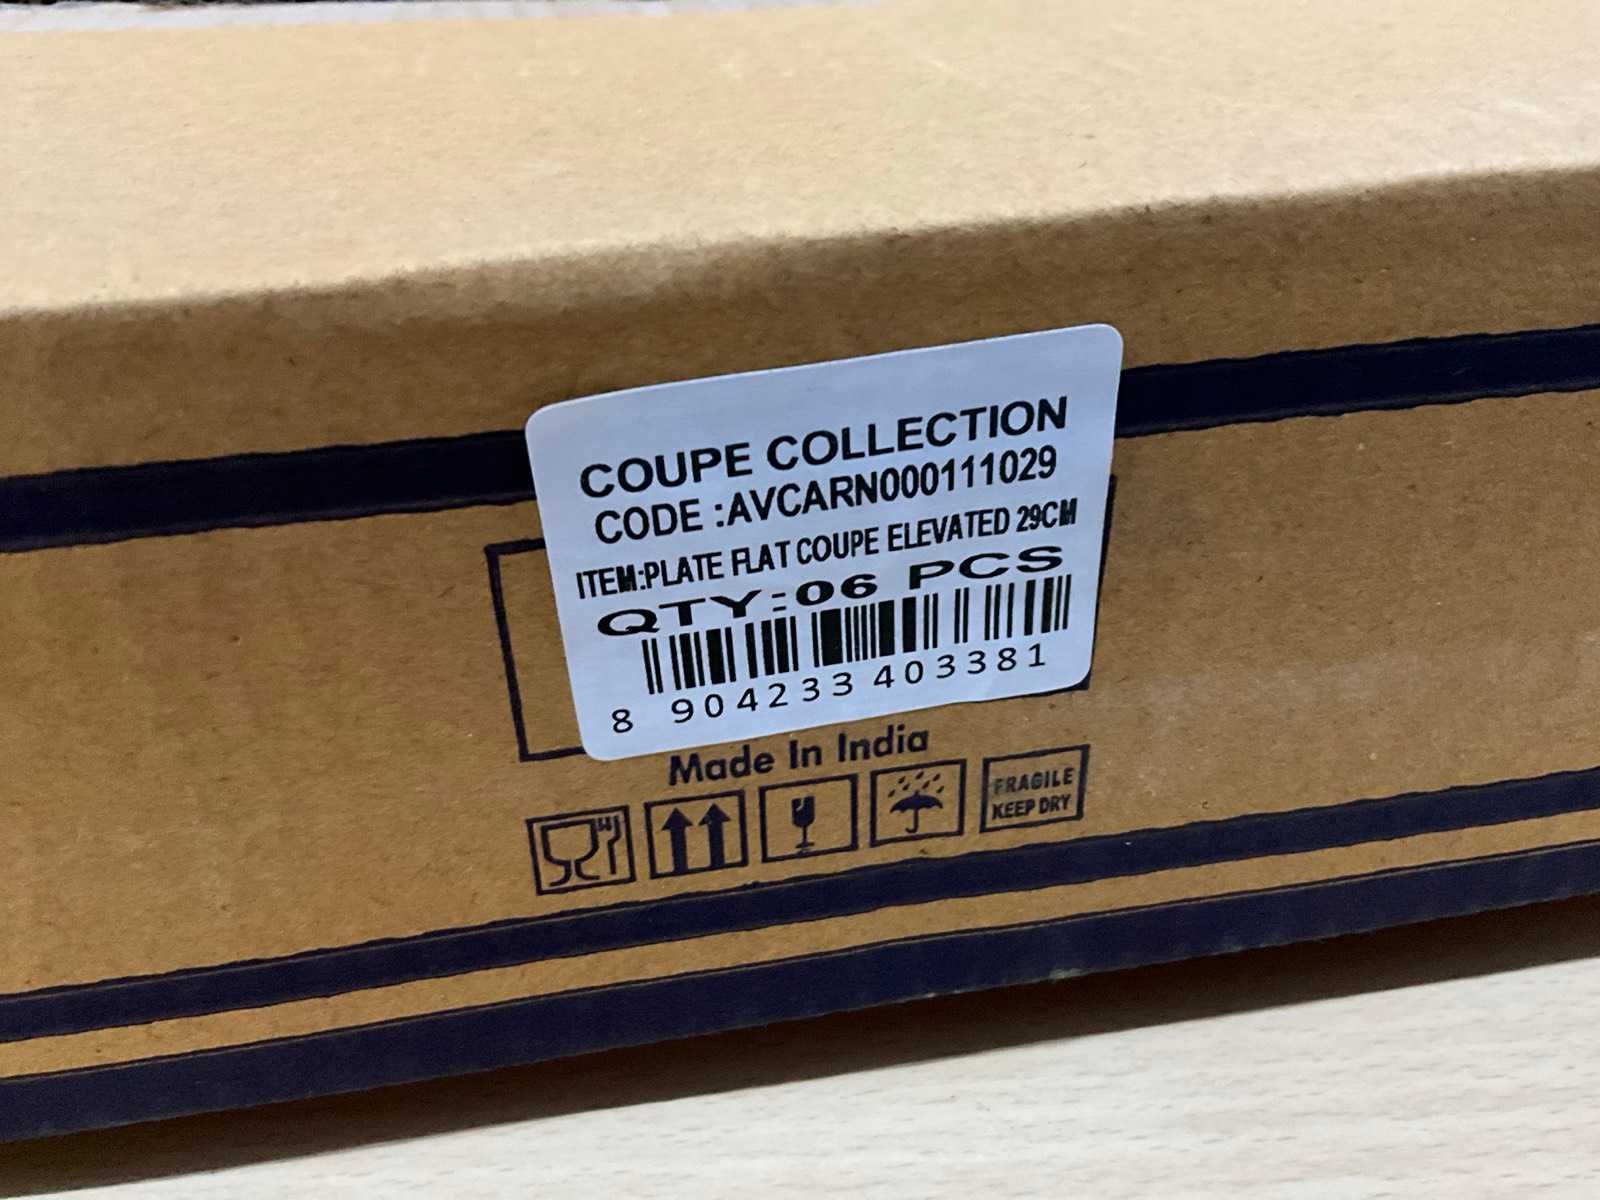 COUPE COLLECTION
CODE :AVCARN000111029
ITEM:PLATE FLAT COUPE ELEVATED 29CM
QTY:06 PCS
8 904233 403381
Made In India
FRAGILE
KEEP DRY